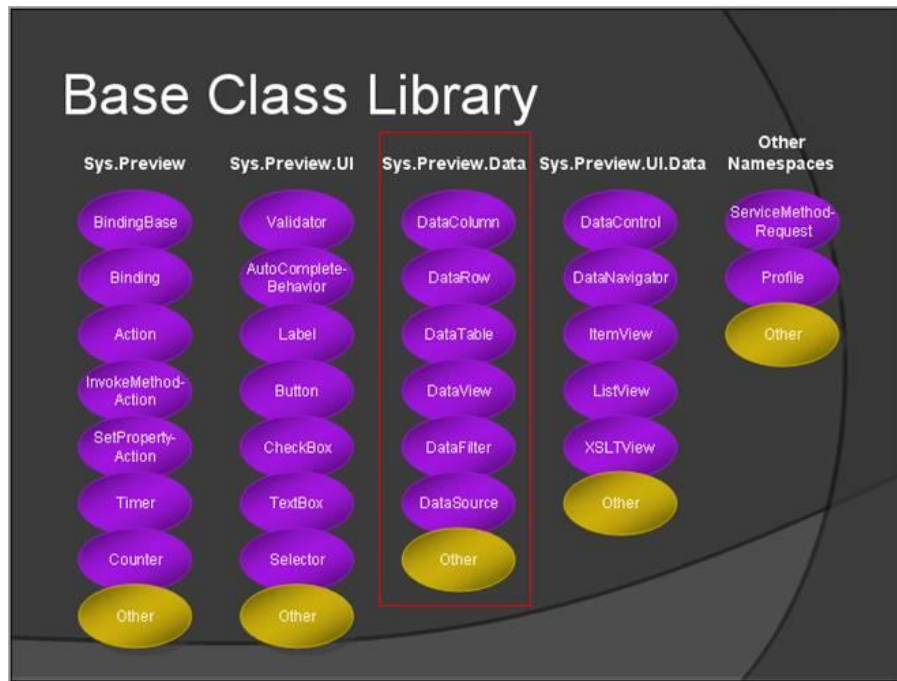 Base Class Library
Sys.Preview
BindingBase
Binding
Action
InvokeMethod-
Action
SetProperty-
Action
Timer
Counter
Other
Sys.Preview.UI
Validator
AutoComplete-
Behavior
Label
Button
CheckBox
TextBox
Selector
Other
Sys.Preview.Data
DataColumn
DataRow
DataTable
DataView
DataFilter
DataSource
Other
Sys.Preview.UI.Data
DataControl
DataNavigator
ItemView
ListView
XSLTView
Other
Other
Namespaces
ServiceMethod-
Request
Profile
Other